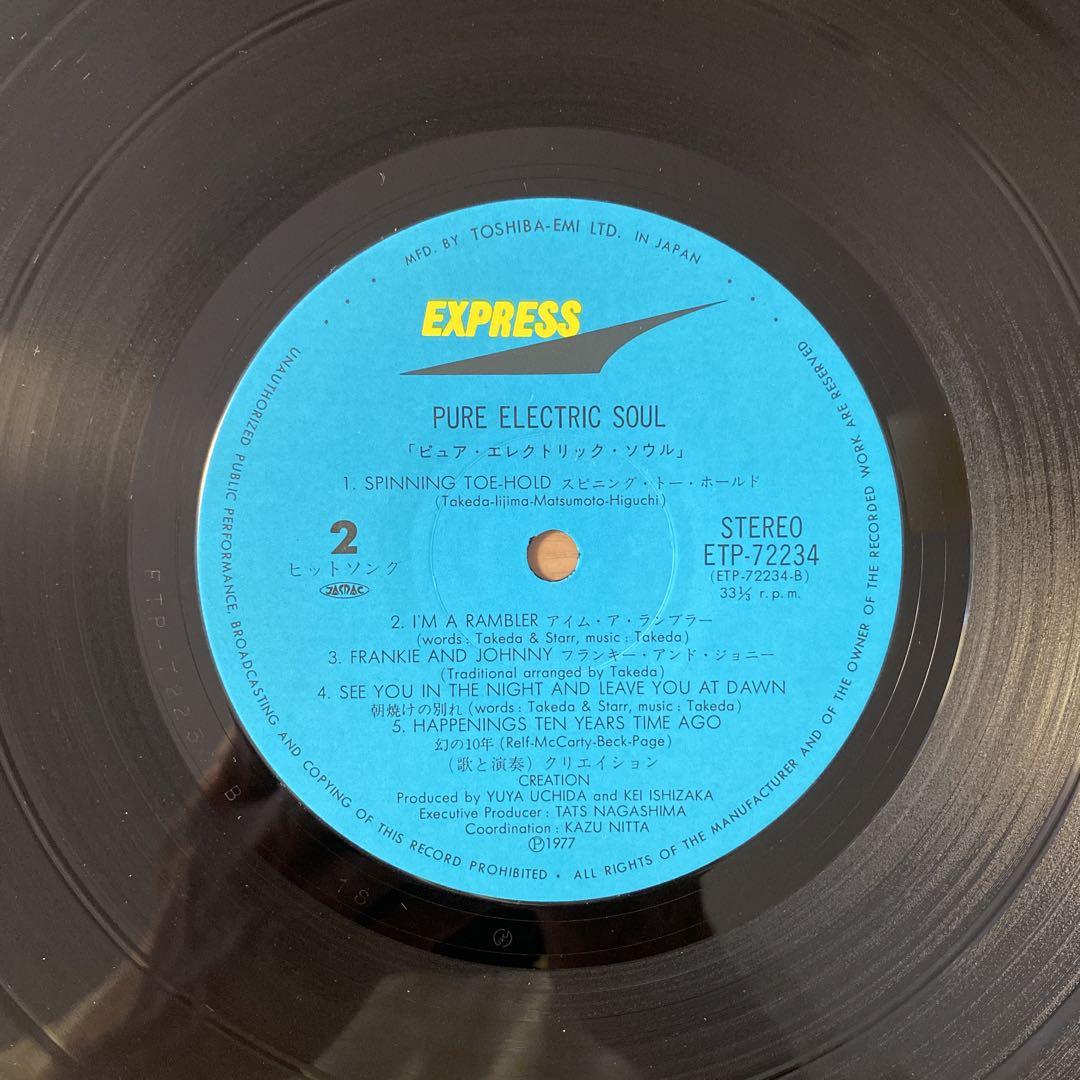 MFD. BY TOSHIBA-EMI LTD. IN JAPAN
EXPRESS
PURE ELECTRIC SOUL
「ピュア・エレクトリック・ソウル」
1. SPINNING TOE-HOLD スピニング・トー・ホールド
(Takeda-Iijima-Matsumoto-Higuchi)
2
ヒットソング
JASRAC
STEREO
ETP-72234
(ETP-72234-B)
33⅓ r.p.m.
2. I'M A RAMBLER アイム・ア・ランブラー
(words : Takeda & Starr, music : Takeda)
3. FRANKIE AND JOHNNY フランキー・アンド・ジョニー
(Traditional arranged by Takeda)
4. SEE YOU IN THE NIGHT AND LEAVE YOU AT DAWN
朝焼けの別れ (words : Takeda & Starr, music : Takeda)
5. HAPPENINGS TEN YEARS TIME AGO
幻の10年 (Relf-McCarty-Beck-Page)
(歌と演奏) クリエイション
CREATION
Produced by YUYA UCHIDA and KEI ISHIZAKA
Executive Producer : TATS NAGASHIMA
Coordination : KAZU NITTA
Ⓟ1977
UNAUTHORIZED PUBLIC PERFORMANCE, BROADCASTING AND COPYING OF THIS RECORD PROHIBITED • ALL RIGHTS OF THE MANUFACTURER AND OF THE OWNER OF THE RECORDED WORK ARE RESERVED
1S